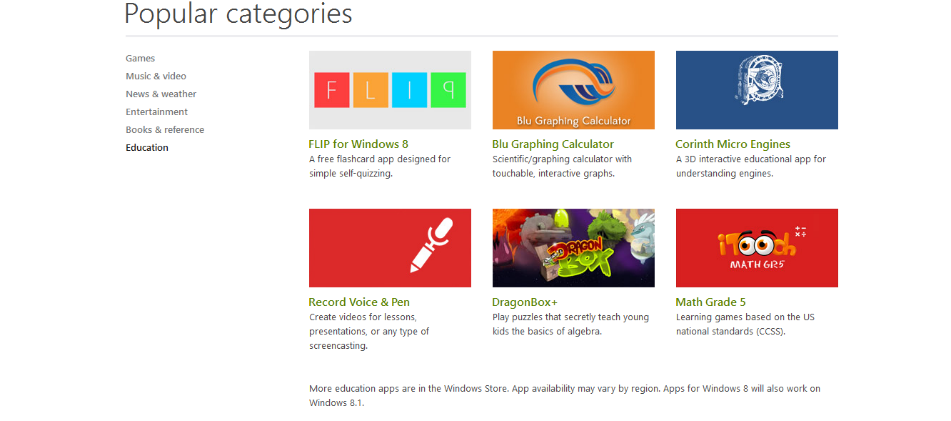 Popular categories
Games
Music & video
News & weather
Entertainment
Books & reference
Education
FLIP
Blu Graphing Calculator
FLIP for Windows 8
A free flashcard app designed for
simple self-quizzing.
Blu Graphing Calculator
Scientific/graphing calculator with
touchable, interactive graphs.
Corinth Micro Engines
A 3D interactive educational app for
understanding engines.
DRAGON
BOX
iTooch
MATH GR5
Record Voice & Pen
Create videos for lessons,
presentations, or any type of
screencasting.
DragonBox+
Play puzzles that secretly teach young
kids the basics of algebra.
Math Grade 5
Learning games based on the US
national standards (CCSS).
More education apps are in the Windows Store. App availability may vary by region. Apps for Windows 8 will also work on
Windows 8.1.